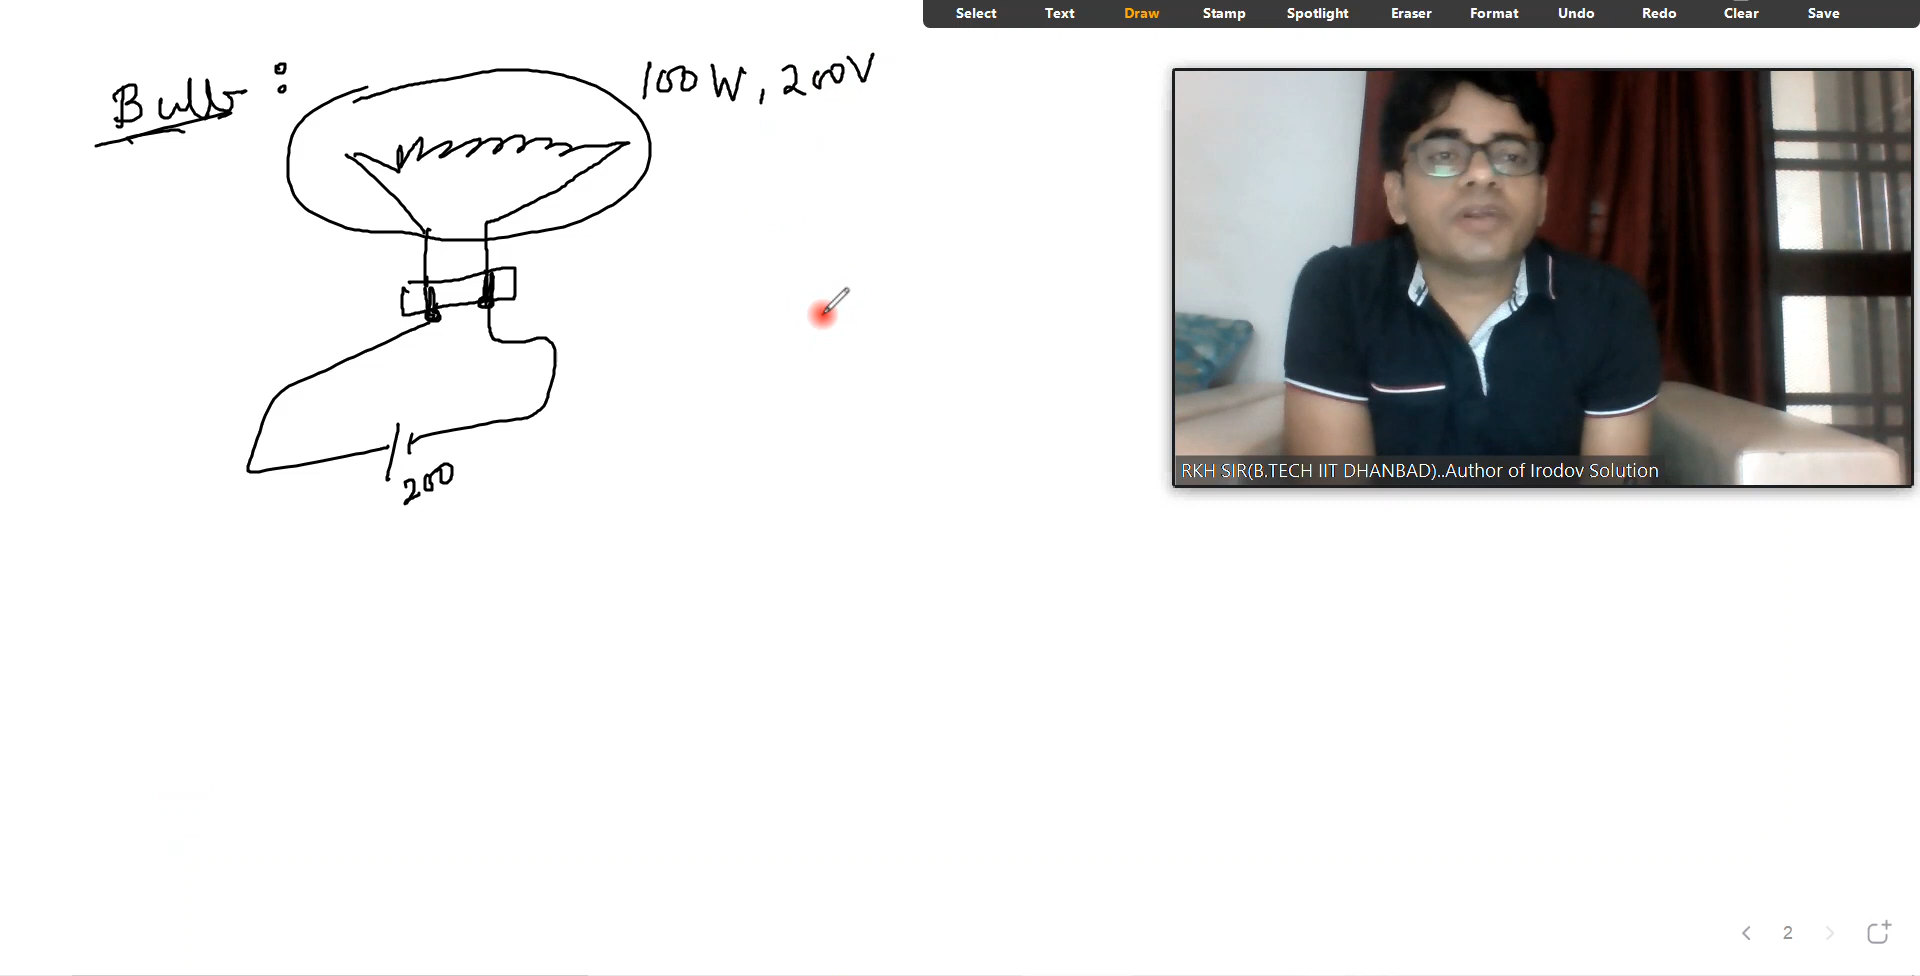 Select Text Draw Stamp Spotlight Eraser Format Undo Redo Clear Save
Bulb :
100 W, 200V
200
RKH SIR(B.TECH IIT DHANBAD)..Author of Irodov Solution
2